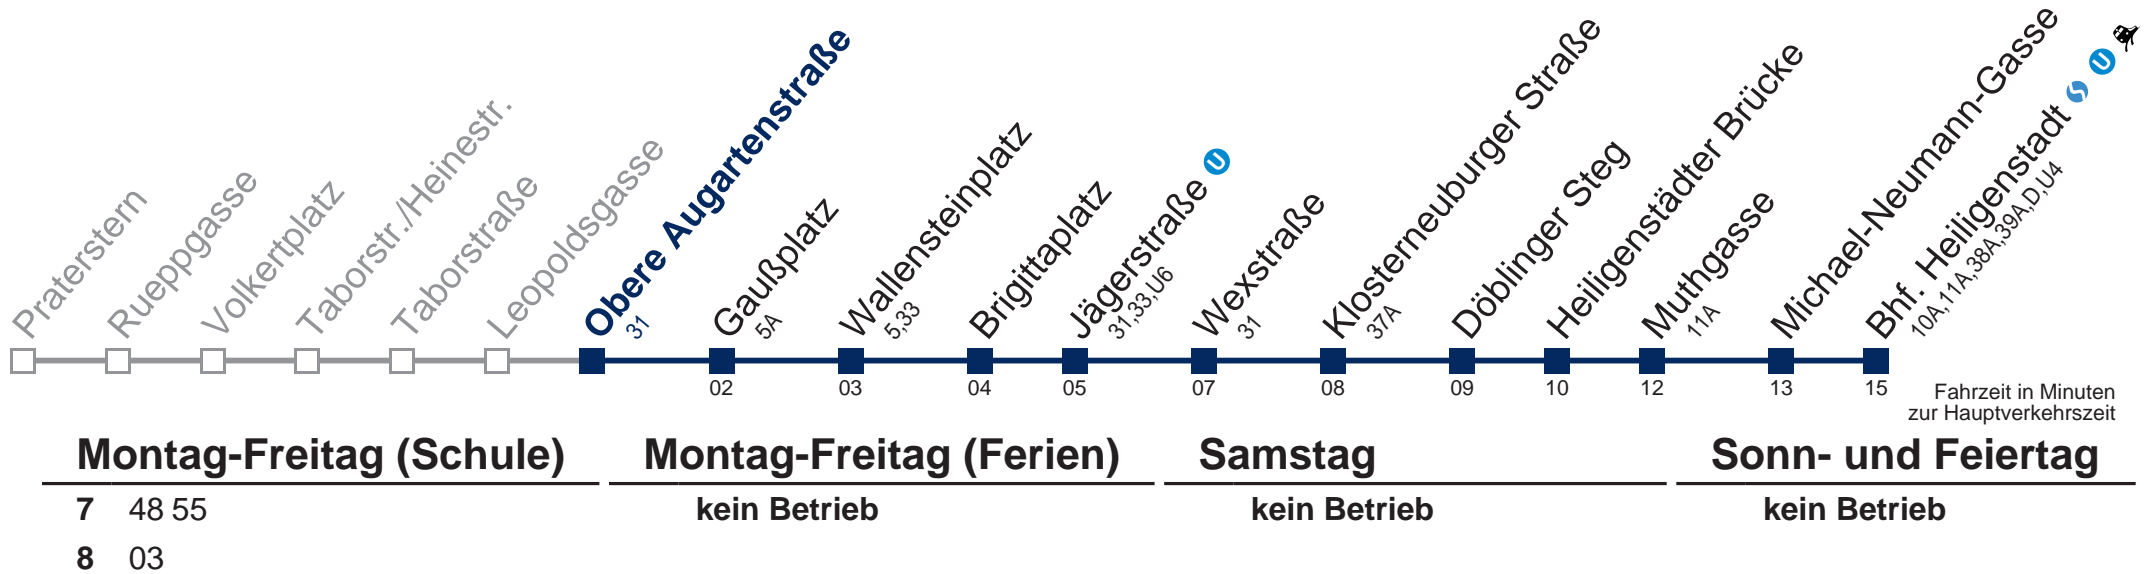 Praterstern
Rueppgasse
Volkertplatz
Taborstr./Heinestr.
Taborstraße
Leopoldsgasse
Obere Augartenstraße
31
Gaußplatz
5A
Wallensteinplatz
5,33
Brigittaplatz
Jägerstraße U
31,33,U6
Wexstraße
31
Klosterneuburger Straße
37A
Döblinger Steg
Heiligenstädter Brücke
Muthgasse
11A
Michael-Neumann-Gasse
Bhf. Heiligenstadt S U
10A,11A,38A,39A,D,U4
02 03 04 05 07 08 09 10 12 13 15
Fahrzeit in Minuten
zur Hauptverkehrszeit
Montag-Freitag (Schule) Montag-Freitag (Ferien) Samstag Sonn- und Feiertag
7 48 55 kein Betrieb kein Betrieb kein Betrieb
8 03